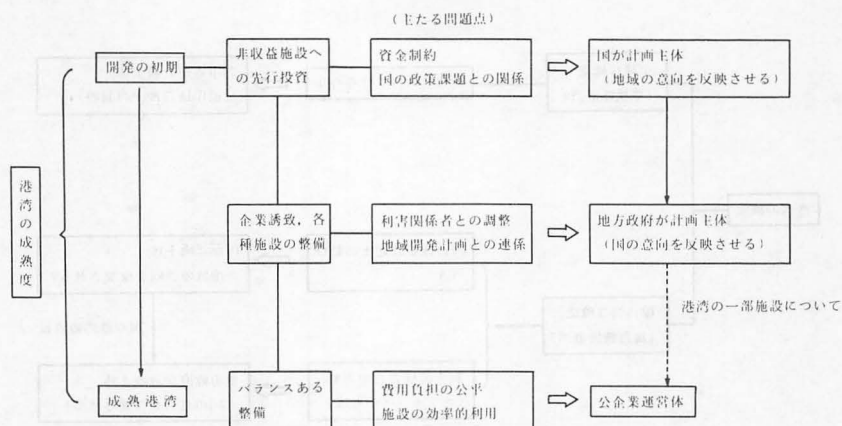 (主たる問題点)
開発の初期
非収益施設へ
の先行投資
資金制約
国の政策課題との関係
国が計画主体
(地域の意向を反映させる)
港湾の成熟度
企業誘致，各
種施設の整備
利害関係者との調整
地域開発計画との連係
地方政府が計画主体
(国の意向を反映させる)
港湾の一部施設について
成熟港湾
バランスある
整備
費用負担の公平
施設の効率的利用
公企業運営体